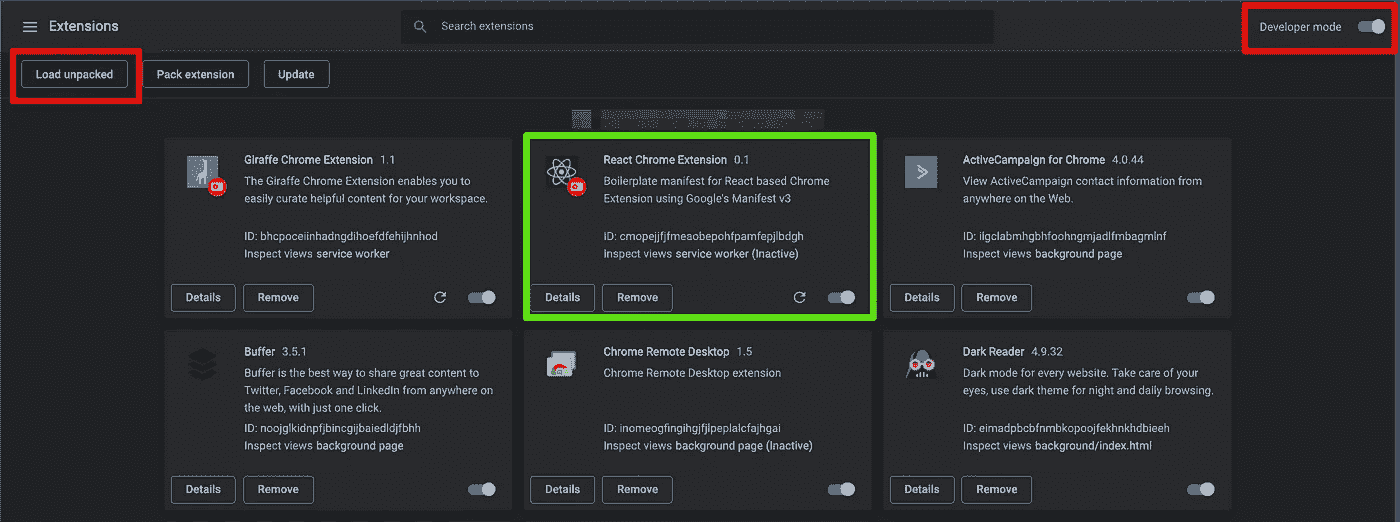 Extensions
Search extensions
Developer mode
Load unpacked
Pack extension
Update
Giraffe Chrome Extension 1.1
The Giraffe Chrome Extension enables you to
easily curate helpful content for your workspace.
ID: bhcpoceiinhadngdihoefdfehijhnhod
Inspect views service worker
Details
Remove
React Chrome Extension 0.1
Boilerplate manifest for React based Chrome
Extension using Google's Manifest v3
ID: cmopejjfjfmeaobepohfpamfepjlbdgh
Inspect views service worker (Inactive)
Details
Remove
ActiveCampaign for Chrome 4.0.44
View ActiveCampaign contact information from
anywhere on the Web.
ID: ilgclabmhgbhfoohngmjadlfmbagmlnf
Inspect views background page
Details
Remove
Buffer 3.5.1
Buffer is the best way to share great content to
Twitter, Facebook and LinkedIn from anywhere on
the web, with just one click.
ID: noojglkidnpfjbincgijbaiedldjfbhh
Inspect views background page
Details
Remove
Chrome Remote Desktop 1.5
Chrome Remote Desktop extension
ID: inomeogfingihgjfjlpeplalcfajhgai
Inspect views background page (Inactive)
Details
Remove
Dark Reader 4.9.32
Dark mode for every website. Take care of your
eyes, use dark theme for night and daily browsing.
ID: eimadpbcbfnmbkopoojfekhnkhdbieeh
Inspect views background/index.html
Details
Remove